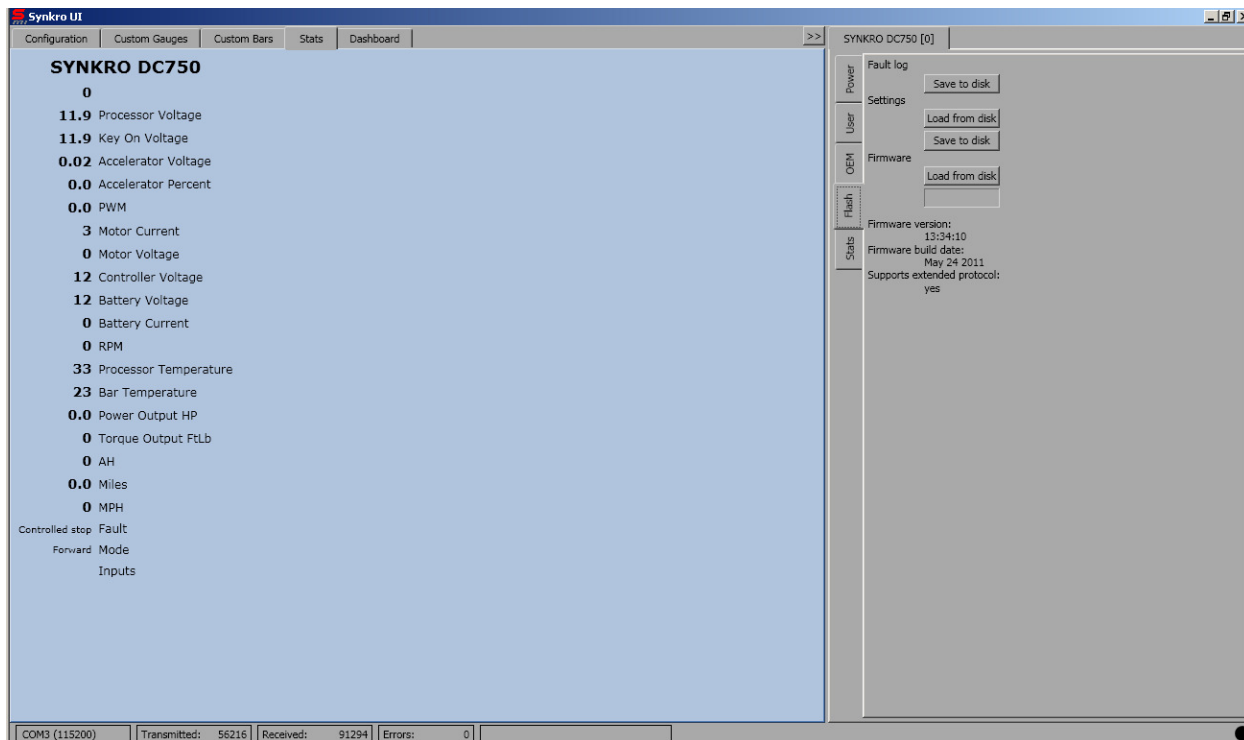 Synkro UI
Configuration Custom Gauges Custom Bars Stats Dashboard >>
SYNKRO DC750
0
11.9 Processor Voltage
11.9 Key On Voltage
0.02 Accelerator Voltage
0.0 Accelerator Percent
0.0 PWM
3 Motor Current
0 Motor Voltage
12 Controller Voltage
12 Battery Voltage
0 Battery Current
0 RPM
33 Processor Temperature
23 Bar Temperature
0.0 Power Output HP
0 Torque Output FtLb
0 AH
0.0 Miles
0 MPH
Controlled stop Fault
Forward Mode
Inputs
SYNKRO DC750 [0]
Power
User
OEM
Flash
Stats
Fault log
Save to disk
Settings
Load from disk
Save to disk
Firmware
Load from disk
Firmware version:
13:34:10
Firmware build date:
May 24 2011
Supports extended protocol:
yes
COM3 (115200) Transmitted: 56216 Received: 91294 Errors: 0